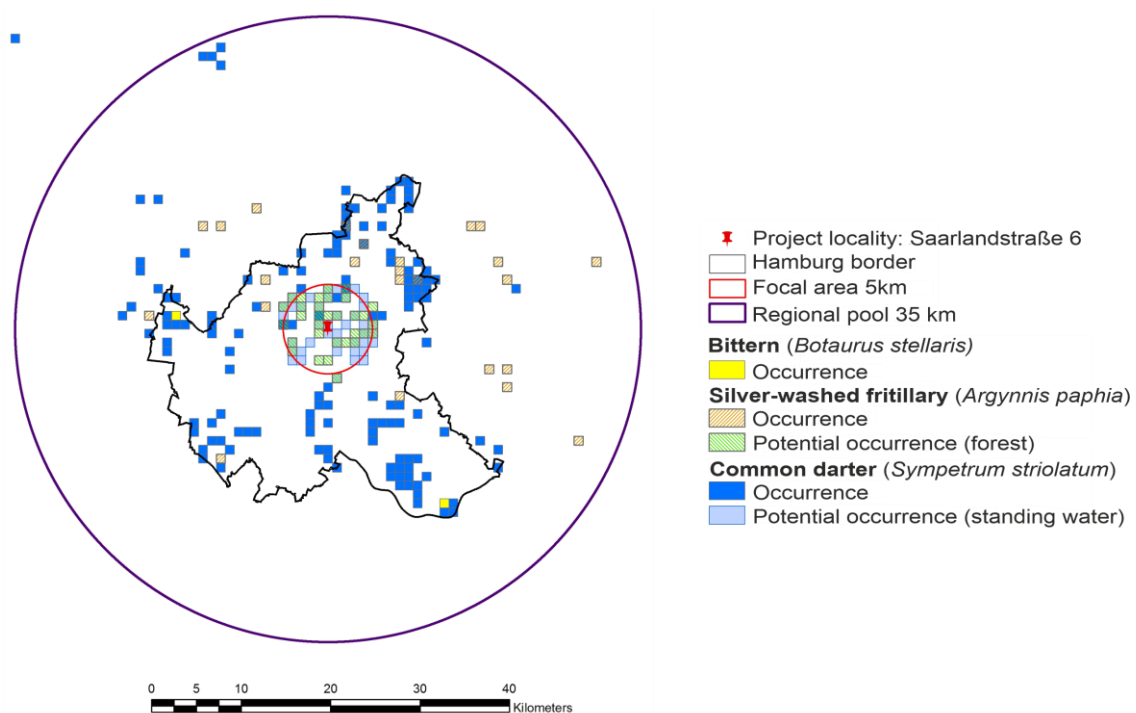 Project locality: Saarlandstraße 6
Hamburg border
Focal area 5km
Regional pool 35 km
Bittern (Botaurus stellaris)
Occurrence
Silver-washed fritillary (Argynnis paphia)
Occurrence
Potential occurrence (forest)
Common darter (Sympetrum striolatum)
Occurrence
Potential occurrence (standing water)
0 5 10 20 30 40
Kilometers